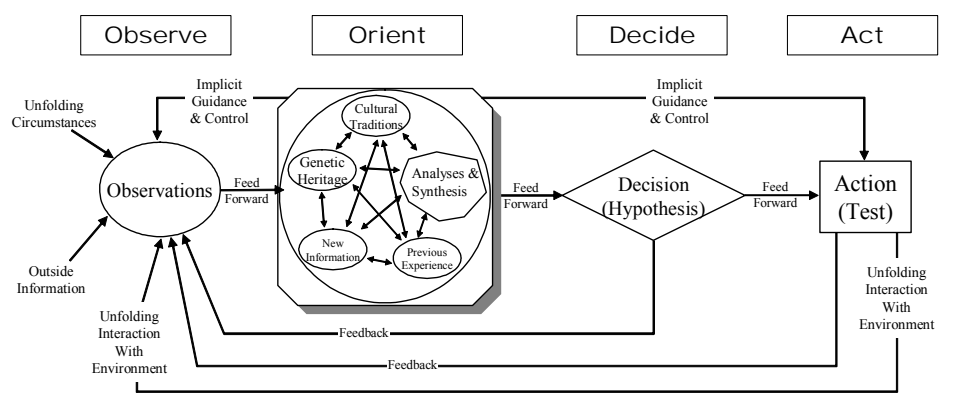 Observe
Orient
Decide
Act
Implicit
Guidance
& Control
Implicit
Guidance
& Control
Unfolding
Circumstances
Observations
Outside
Information
Unfolding
Interaction
With
Environment
Feed
Forward
Cultural
Traditions
Genetic
Heritage
Analyses &
Synthesis
New
Information
Previous
Experience
Feed
Forward
Decision
(Hypothesis)
Feed
Forward
Action
(Test)
Unfolding
Interaction
With
Environment
Feedback
Feedback